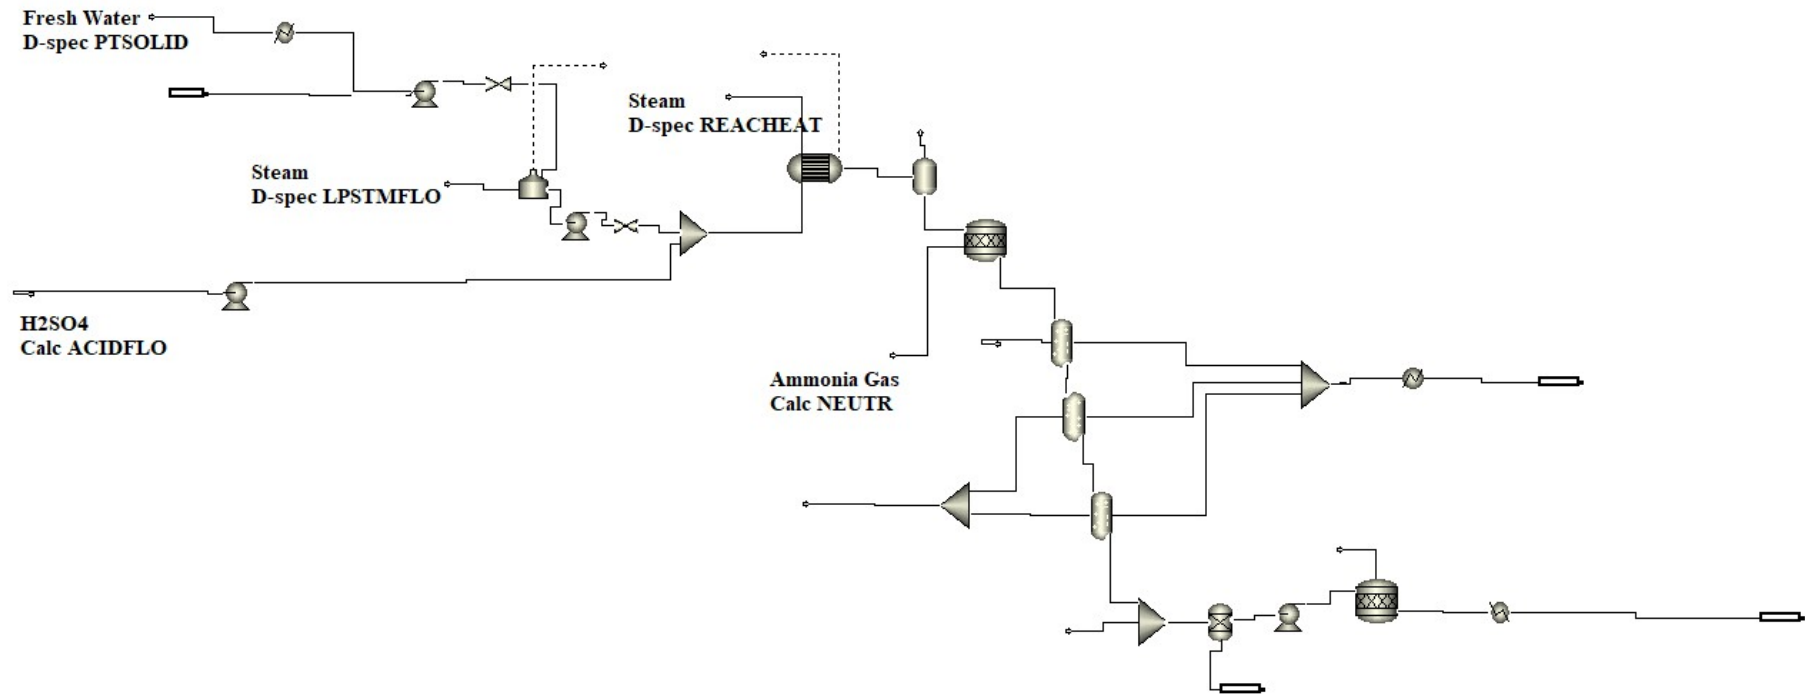 Fresh Water
D-spec PTSOLID
Steam
D-spec REACHEAT
Steam
D-spec LPSTMFLO
H2SO4
Calc ACIDFLO
Ammonia Gas
Calc NEUTR